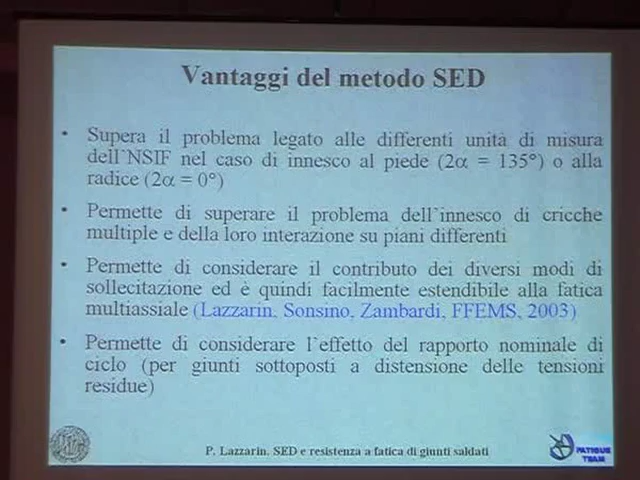 Vantaggi del metodo SED
• Supera il problema legato alle differenti unità di misura
dell'NSIF nel caso di innesco al piede (2α = 135°) o alla
radice (2α = 0°)
• Permette di superare il problema dell'innesco di cricche
multiple e della loro interazione su piani differenti
• Permette di considerare il contributo dei diversi modi di
sollecitazione ed è quindi facilmente estendibile alla fatica
multiassiale (Lazzarin, Sonsino, Zambardi, FFEMS, 2003)
• Permette di considerare l'effetto del rapporto nominale di
ciclo (per giunti sottoposti a distensione delle tensioni
residue)
P. Lazzarin. SED e resistenza a fatica di giunti saldati
FATIGUE
TEAM